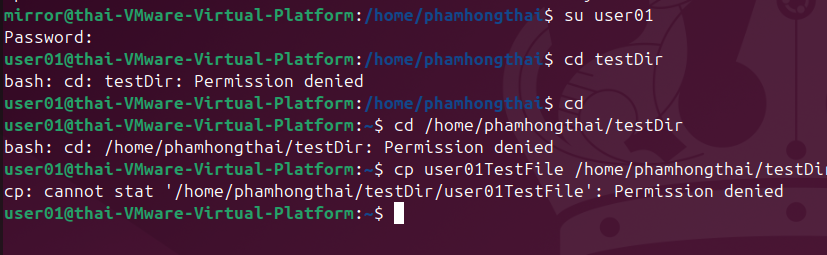 mirror@thai-VMware-Virtual-Platform:/home/phamhongthai$ su user01
Password:
user01@thai-VMware-Virtual-Platform:/home/phamhongthai$ cd testDir
bash: cd: testDir: Permission denied
user01@thai-VMware-Virtual-Platform:/home/phamhongthai$ cd
user01@thai-VMware-Virtual-Platform:~$ cd /home/phamhongthai/testDir
bash: cd: /home/phamhongthai/testDir: Permission denied
user01@thai-VMware-Virtual-Platform:~$ cp user01TestFile /home/phamhongthai/testDir
cp: cannot stat '/home/phamhongthai/testDir/user01TestFile': Permission denied
user01@thai-VMware-Virtual-Platform:~$